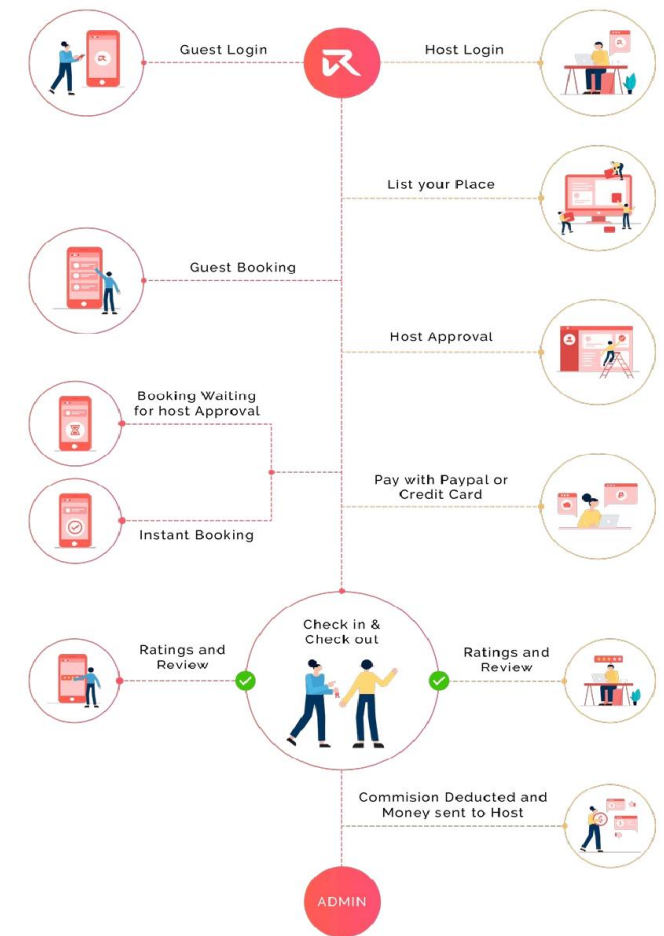 Guest Login
Host Login
List your Place
Guest Booking
Host Approval
Booking Waiting
for host Approval
Pay with Paypal or
Credit Card
Instant Booking
Check in &
Check out
Ratings and
Review
Ratings and
Review
Commision Deducted and
Money sent to Host
ADMIN